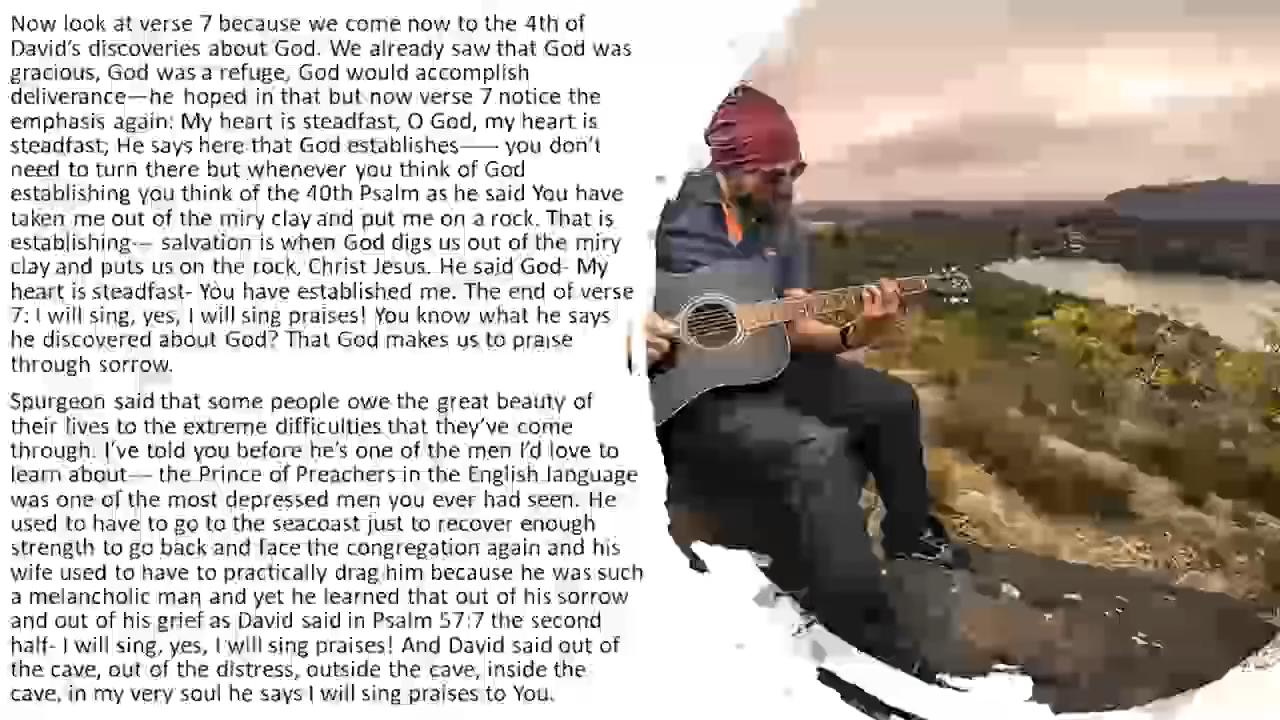 Now look at verse 7 because we come now to the 4th of
David's discoveries about God. We already saw that God was
gracious, God was a refuge, God would accomplish
deliverance—he hoped in that but now verse 7 notice the
emphasis again: My heart is steadfast, O God, my heart is
steadfast; He says here that God establishes—— you don't
need to turn there but whenever you think of God
establishing you think of the 40th Psalm as he said You have
taken me out of the miry clay and put me on a rock. That is
establishing— salvation is when God digs us out of the miry
clay and puts us on the rock, Christ Jesus. He said God- My
heart is steadfast- You have established me. The end of verse
7: I will sing, yes, I will sing praises! You know what he says
he discovered about God? That God makes us to praise
through sorrow.
Spurgeon said that some people owe the great beauty of
their lives to the extreme difficulties that they've come
through. I've told you before he's one of the men I'd love to
learn about— the Prince of Preachers in the English language
was one of the most depressed men you ever had seen. He
used to have to go to the seacoast just to recover enough
strength to go back and face the congregation again and his
wife used to have to practically drag him because he was such
a melancholic man and yet he learned that out of his sorrow
and out of his grief as David said in Psalm 57:7 the second
half- I will sing, yes, I will sing praises! And David said out of
the cave, out of the distress, outside the cave, inside the
cave, in my very soul he says I will sing praises to You.